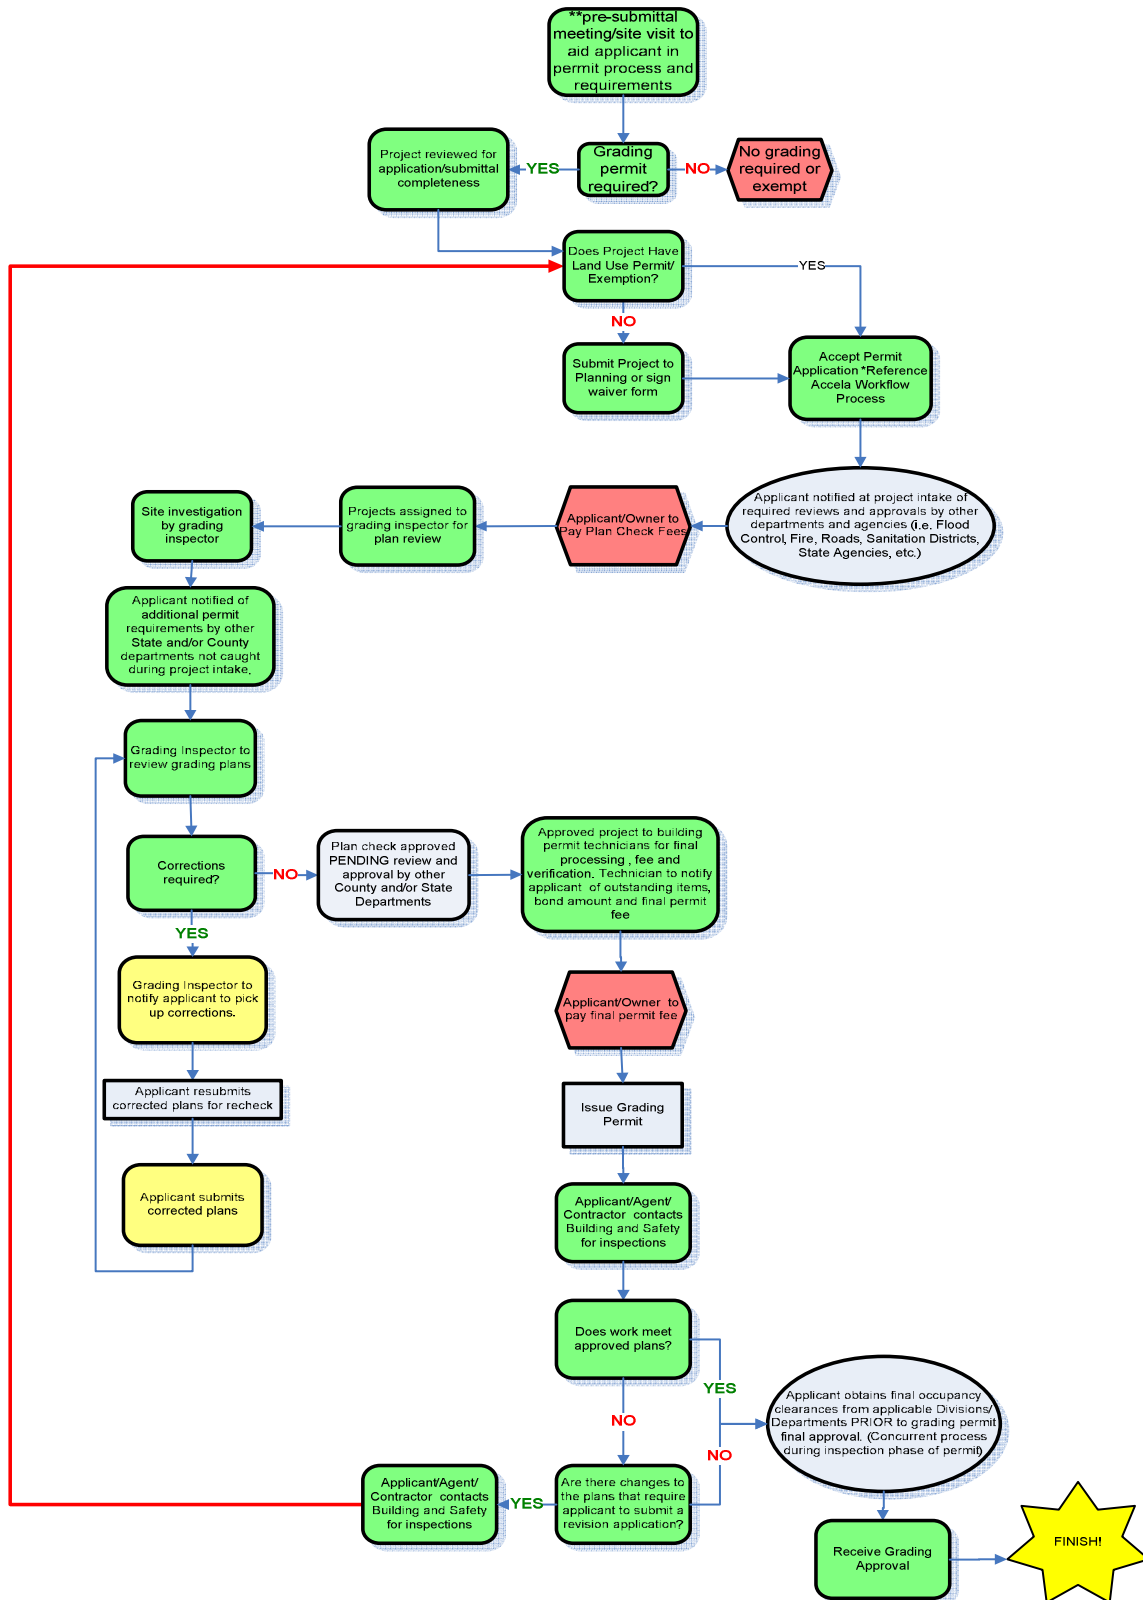 **pre-submittal
meeting/site visit to
aid applicant in
permit process and
requirements
Project reviewed for
application/submittal
completeness
YES
Grading
permit
required?
NO
No grading
required or
exempt
Does Project Have
Land Use Permit/
Exemption?
YES
NO
Submit Project to
Planning or sign
waiver form
Accept Permit
Application *Reference
Accela Workflow
Process
Applicant notified at project intake of
required reviews and approvals by other
departments and agencies (i.e. Flood
Control, Fire, Roads, Sanitation Districts,
State Agencies, etc.)
Applicant/Owner to
Pay Plan Check Fees
Projects assigned to
grading inspector for
plan review
Site investigation
by grading
inspector
Applicant notified of
additional permit
requirements by other
State and/or County
departments not caught
during project intake.
Grading Inspector to
review grading plans
Corrections
required?
NO
Plan check approved
PENDING review and
approval by other
County and/or State
Departments
Approved project to building
permit technicians for final
processing , fee and
verification. Technician to notify
applicant of outstanding items,
bond amount and final permit
fee
YES
Grading Inspector to
notify applicant to pick
up corrections.
Applicant resubmits
corrected plans for recheck
Applicant submits
corrected plans
Applicant/Owner to
pay final permit fee
Issue Grading
Permit
Applicant/Agent/
Contractor contacts
Building and Safety
for inspections
Does work meet
approved plans?
YES
NO
NO
Applicant obtains final occupancy
clearances from applicable Divisions/
Departments PRIOR to grading permit
final approval. (Concurrent process
during inspection phase of permit)
Applicant/Agent/
Contractor contacts
Building and Safety
for inspections
YES
Are there changes to
the plans that require
applicant to submit a
revision application?
Receive Grading
Approval
FINISH!